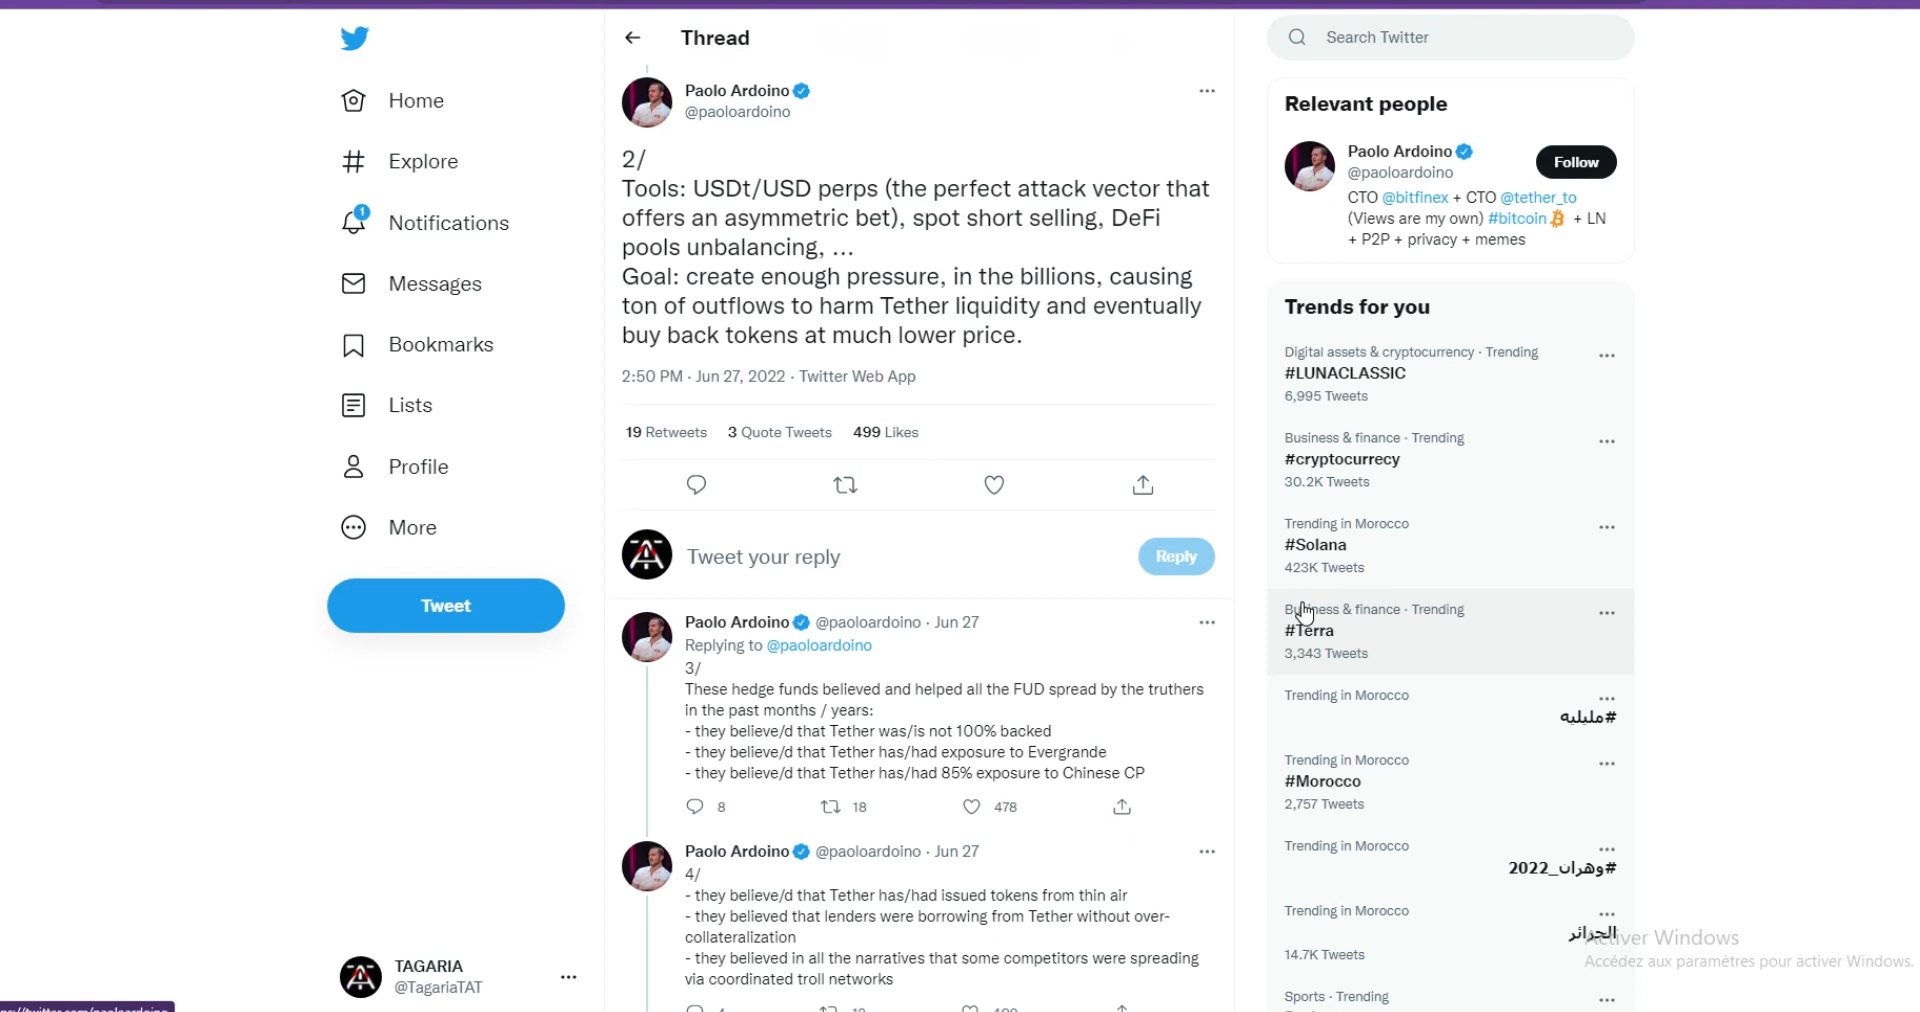 Home
Explore
1
Notifications
Messages
Bookmarks
Lists
Profile
More
Tweet
TAGARIA
@TagariaTAT
Thread
Paolo Ardoino
@paoloardoino
2/
Tools: USDt/USD perps (the perfect attack vector that
offers an asymmetric bet), spot short selling, DeFi
pools unbalancing, ...
Goal: create enough pressure, in the billions, causing
ton of outflows to harm Tether liquidity and eventually
buy back tokens at much lower price.
2:50 PM · Jun 27, 2022 · Twitter Web App
19 Retweets 3 Quote Tweets 499 Likes
Tweet your reply
Reply
Paolo Ardoino @paoloardoino · Jun 27
Replying to @paoloardoino
3/
These hedge funds believed and helped all the FUD spread by the truthers
in the past months / years:
- they believe/d that Tether was/is not 100% backed
- they believe/d that Tether has/had exposure to Evergrande
- they believe/d that Tether has/had 85% exposure to Chinese CP
8 18 478
Paolo Ardoino @paoloardoino · Jun 27
4/
- they believe/d that Tether has/had issued tokens from thin air
- they believed that lenders were borrowing from Tether without over-
collateralization
- they believed in all the narratives that some competitors were spreading
via coordinated troll networks
Search Twitter
Relevant people
Paolo Ardoino
@paoloardoino
Follow
CTO @bitfinex + CTO @tether_to
(Views are my own) #bitcoin + LN
+ P2P + privacy + memes
Trends for you
Digital assets & cryptocurrency · Trending
#LUNACLASSIC
6,995 Tweets
Business & finance · Trending
#cryptocurrecy
30.2K Tweets
Trending in Morocco
#Solana
423K Tweets
Business & finance · Trending
#Terra
3,343 Tweets
Trending in Morocco
#مليليه
Trending in Morocco
#Morocco
2,757 Tweets
Trending in Morocco
#وهران_2022
Trending in Morocco
الجزائر
14.7K Tweets
Sports · Trending
Activer Windows
Accédez aux paramètres pour activer Windows.